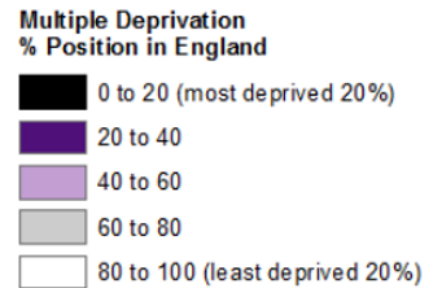 Multiple Deprivation
% Position in England
0 to 20 (most deprived 20%)
20 to 40
40 to 60
60 to 80
80 to 100 (least deprived 20%)